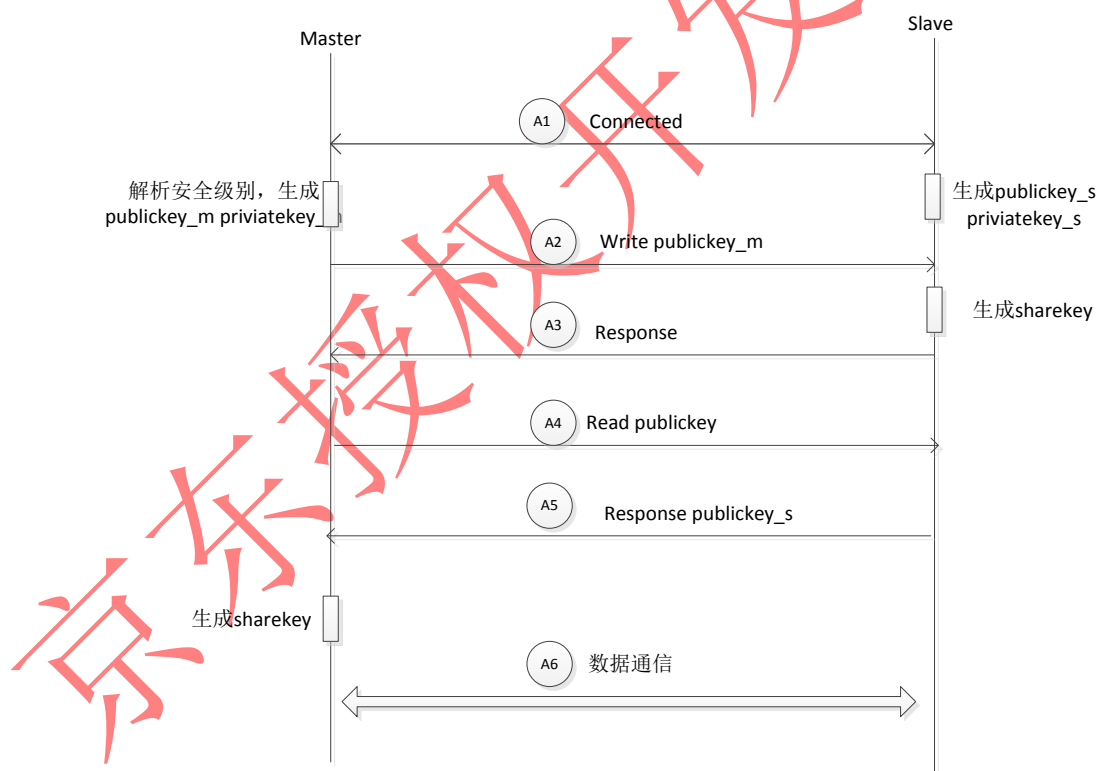 Master
Slave
A1
Connected
解析安全级别，生成
publickey_m priviatekey_m
生成publickey_s
priviatekey_s
A2
Write publickey_m
生成sharekey
A3
Response
A4
Read publickey
A5
Response publickey_s
生成sharekey
A6
数据通信
京东授权开发